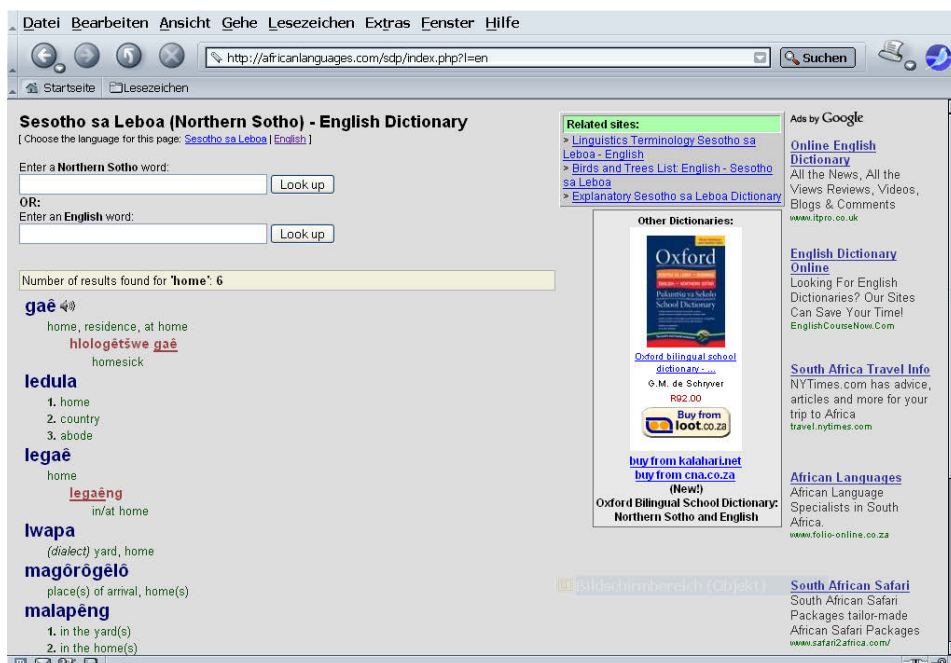 Datei Bearbeiten Ansicht Gehe Lesezeichen Extras Fenster Hilfe
http://africanlanguages.com/sdp/index.php?l=en
Suchen
Startseite Lesezeichen
Sesotho sa Leboa (Northern Sotho) - English Dictionary
[ Choose the language for this page: Sesotho sa Leboa | English ]
Enter a Northern Sotho word:
Look up
OR:
Enter an English word:
Look up
Number of results found for 'home': 6
gaê
home, residence, at home
hlologêtšwe gaê
homesick
ledula
1. home
2. country
3. abode
legaê
home
legaêng
in/at home
lwapa
(dialect) yard, home
magôrôgêlô
place(s) of arrival, home(s)
malapêng
1. in the yard(s)
2. in the home(s)
Related sites:
» Linguistics Terminology Sesotho sa
Leboa - English
» Birds and Trees List: English - Sesotho
sa Leboa
» Explanatory Sesotho sa Leboa Dictionary
Other Dictionaries:
Oxford
Pukuntšu ya Sekolo
School Dictionary
Oxford bilingual school
dictionary - ...
G.M. de Schryver
R92.00
Buy from
loot.co.za
buy from kalahari.net
buy from cna.co.za
(New!)
Oxford Bilingual School Dictionary:
Northern Sotho and English
Bildschirmbereich (Objekt)
Ads by Google
Online English
Dictionary
All the News, All the
Views Reviews, Videos,
Blogs & Comments
www.itpro.co.uk
English Dictionary
Online
Looking For English
Dictionaries? Our Sites
Can Save Your Time!
EnglishCourseNow.Com
South Africa Travel Info
NYTimes.com has advice,
articles and more for your
trip to Africa
travel.nytimes.com
African Languages
African Language
Specialists in South
Africa.
www.folio-online.co.za
South African Safari
South African Safari
Packages tailor-made
African Safari Packages
www.safari2africa.com/